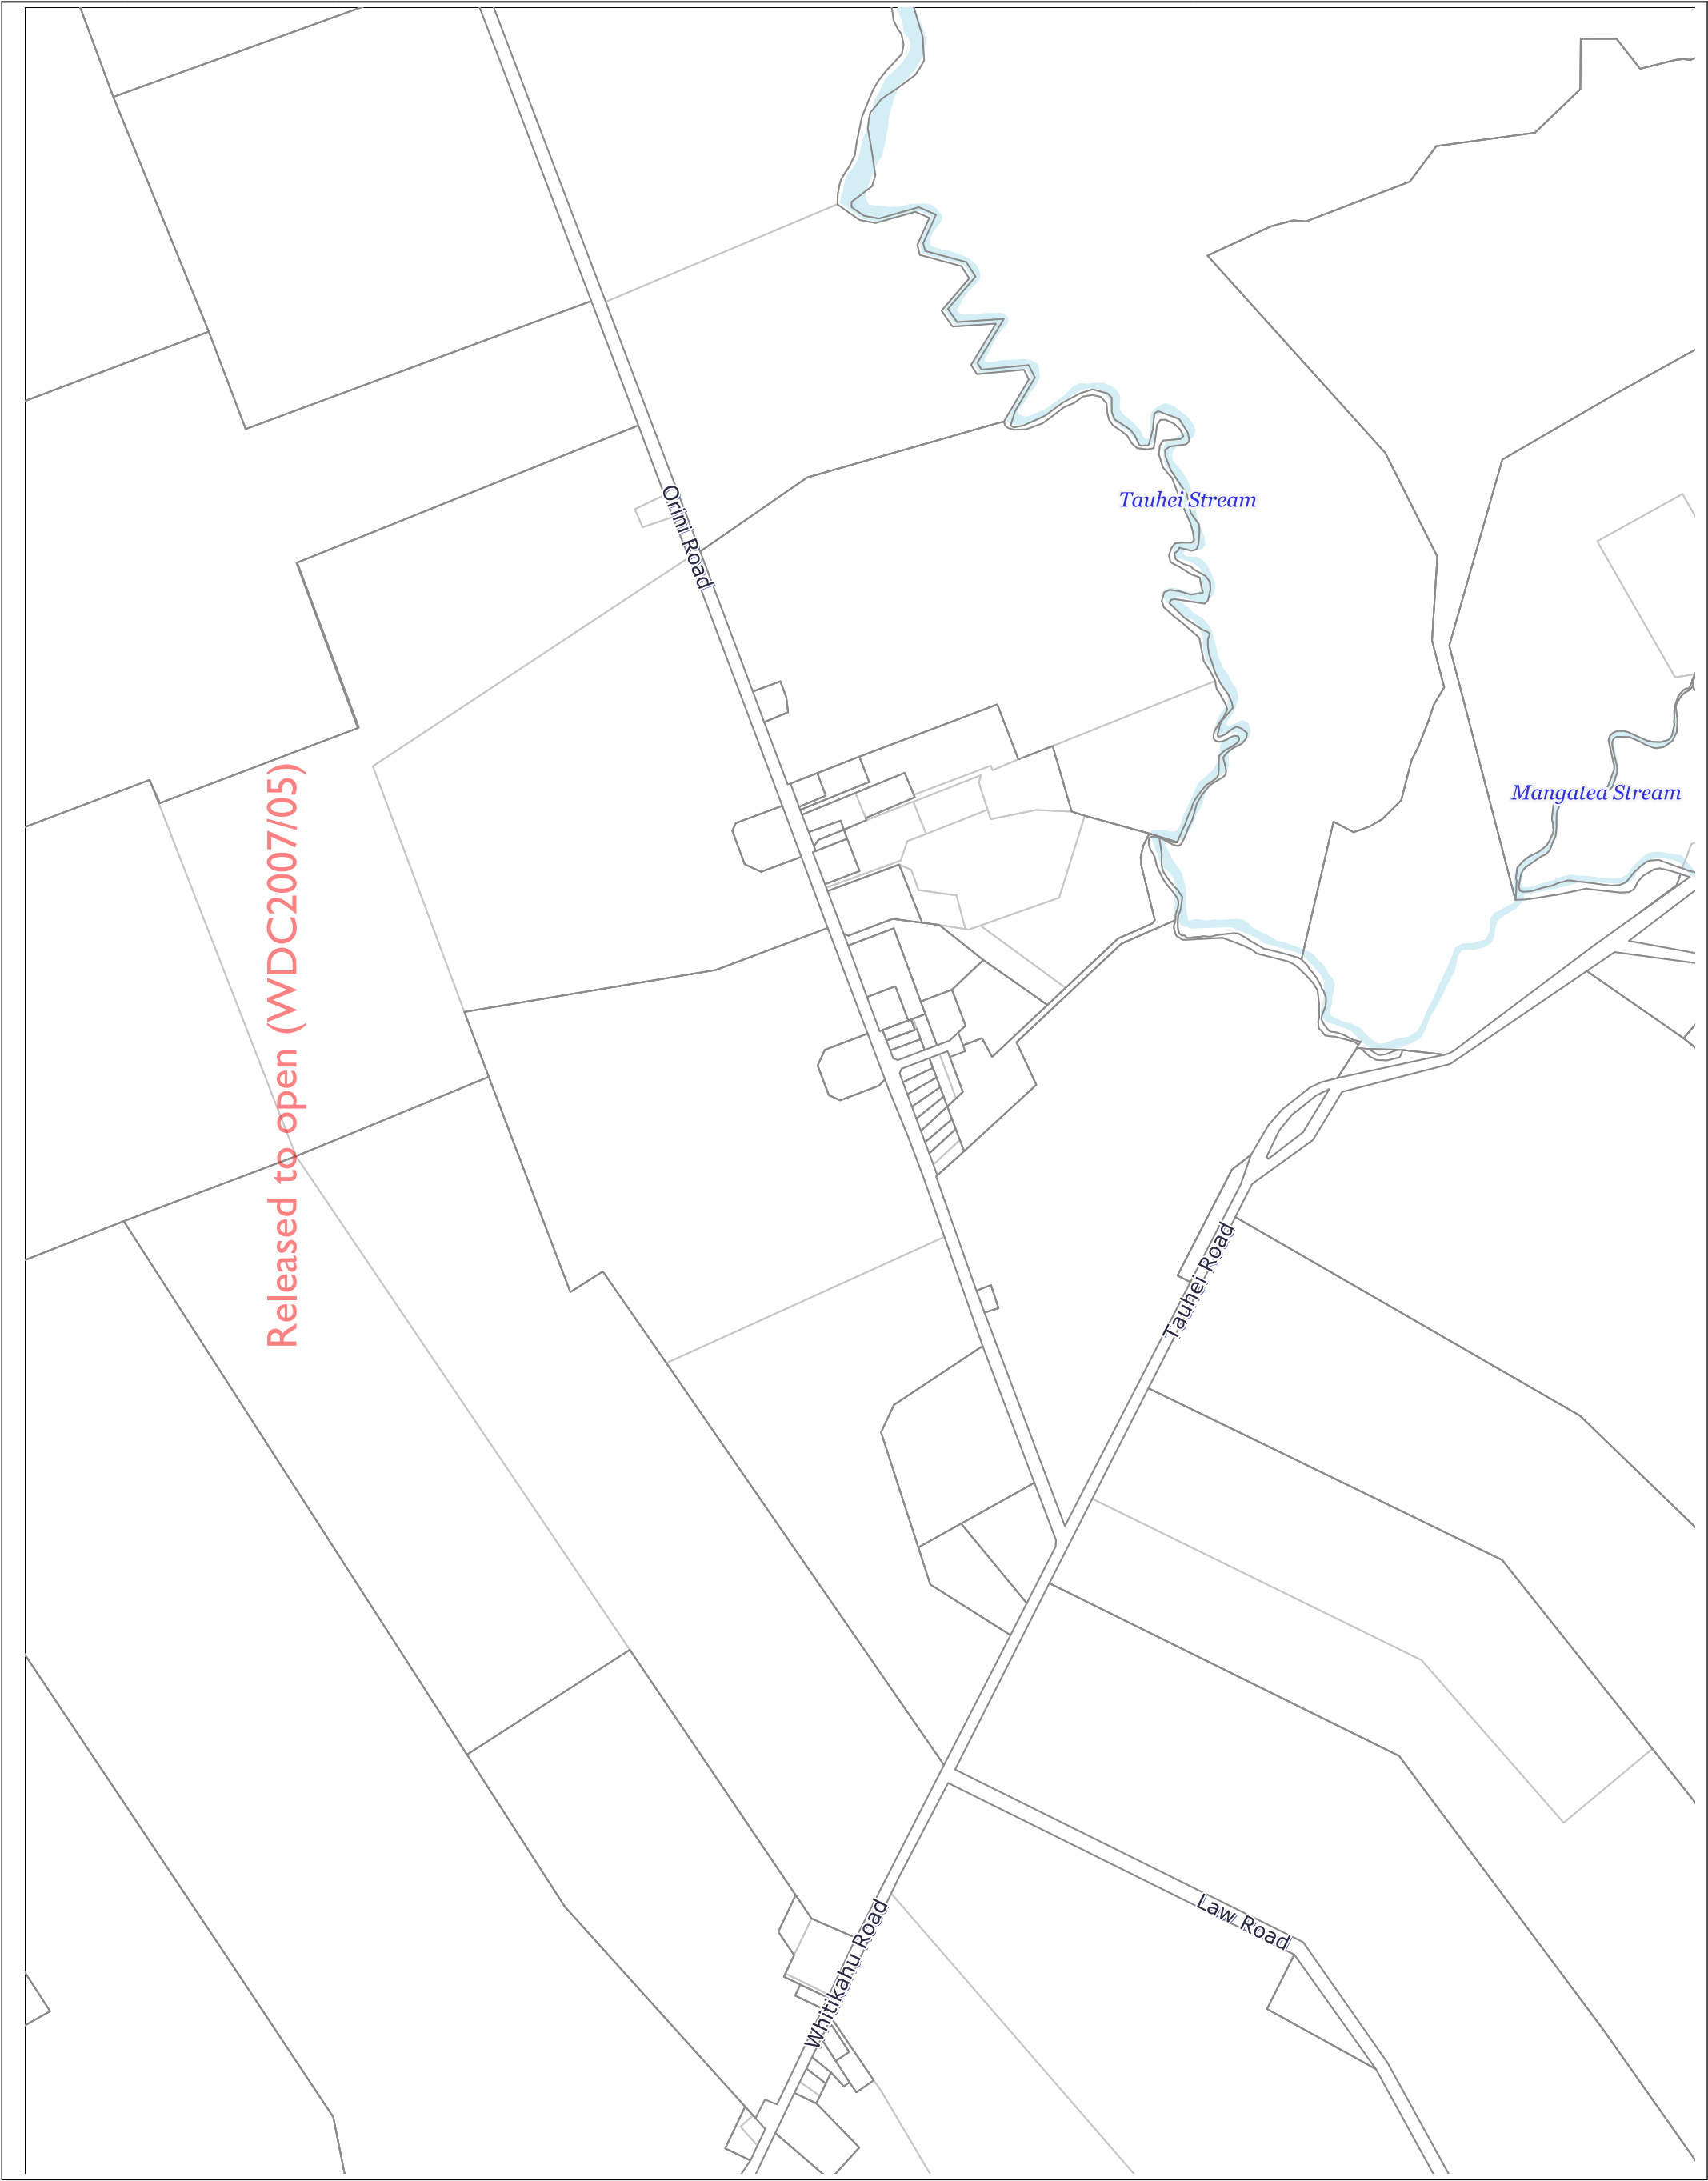 Orini Road
Tauhei Stream
Mangatea Stream
Released to open (WDC2007/05)
Tauhei Road
Law Road
Whitikahu Road